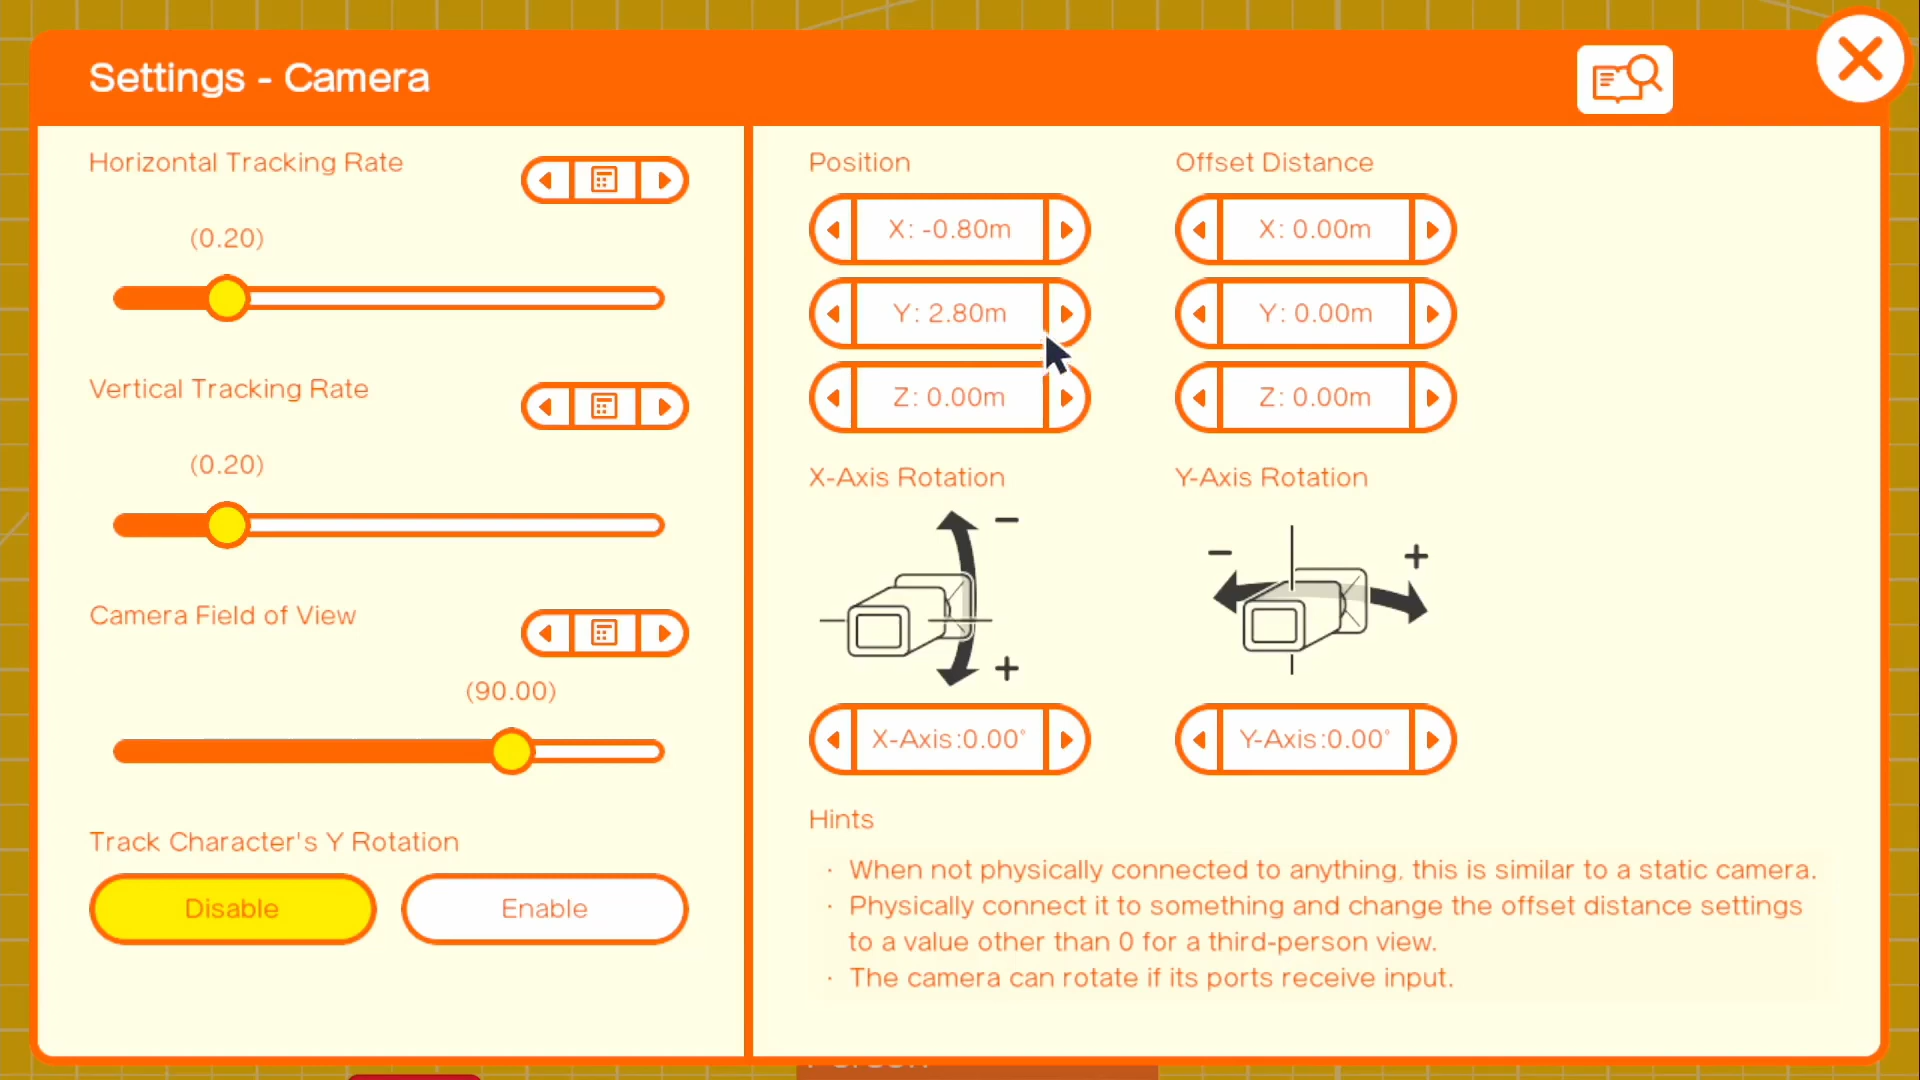 Settings - Camera
Horizontal Tracking Rate
(0.20)
Vertical Tracking Rate
(0.20)
Camera Field of View
(90.00)
Track Character's Y Rotation
Disable
Enable
Position
X: -0.80m
Y: 2.80m
Z: 0.00m
Offset Distance
X: 0.00m
Y: 0.00m
Z: 0.00m
X-Axis Rotation
−
+
X-Axis:0.00°
Y-Axis Rotation
−
+
Y-Axis:0.00°
Hints
· When not physically connected to anything, this is similar to a static camera.
· Physically connect it to something and change the offset distance settings
to a value other than 0 for a third-person view.
· The camera can rotate if its ports receive input.